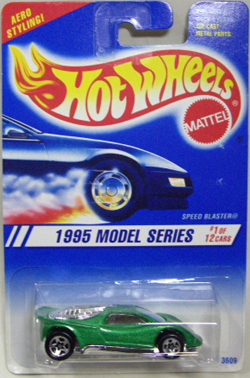 AERO
STYLING!
Hot Wheels
DIE CAST
METAL PARTS
MATTEL
SPEED BLASTER
1995 MODEL SERIES
#1 OF
12 CARS
3609